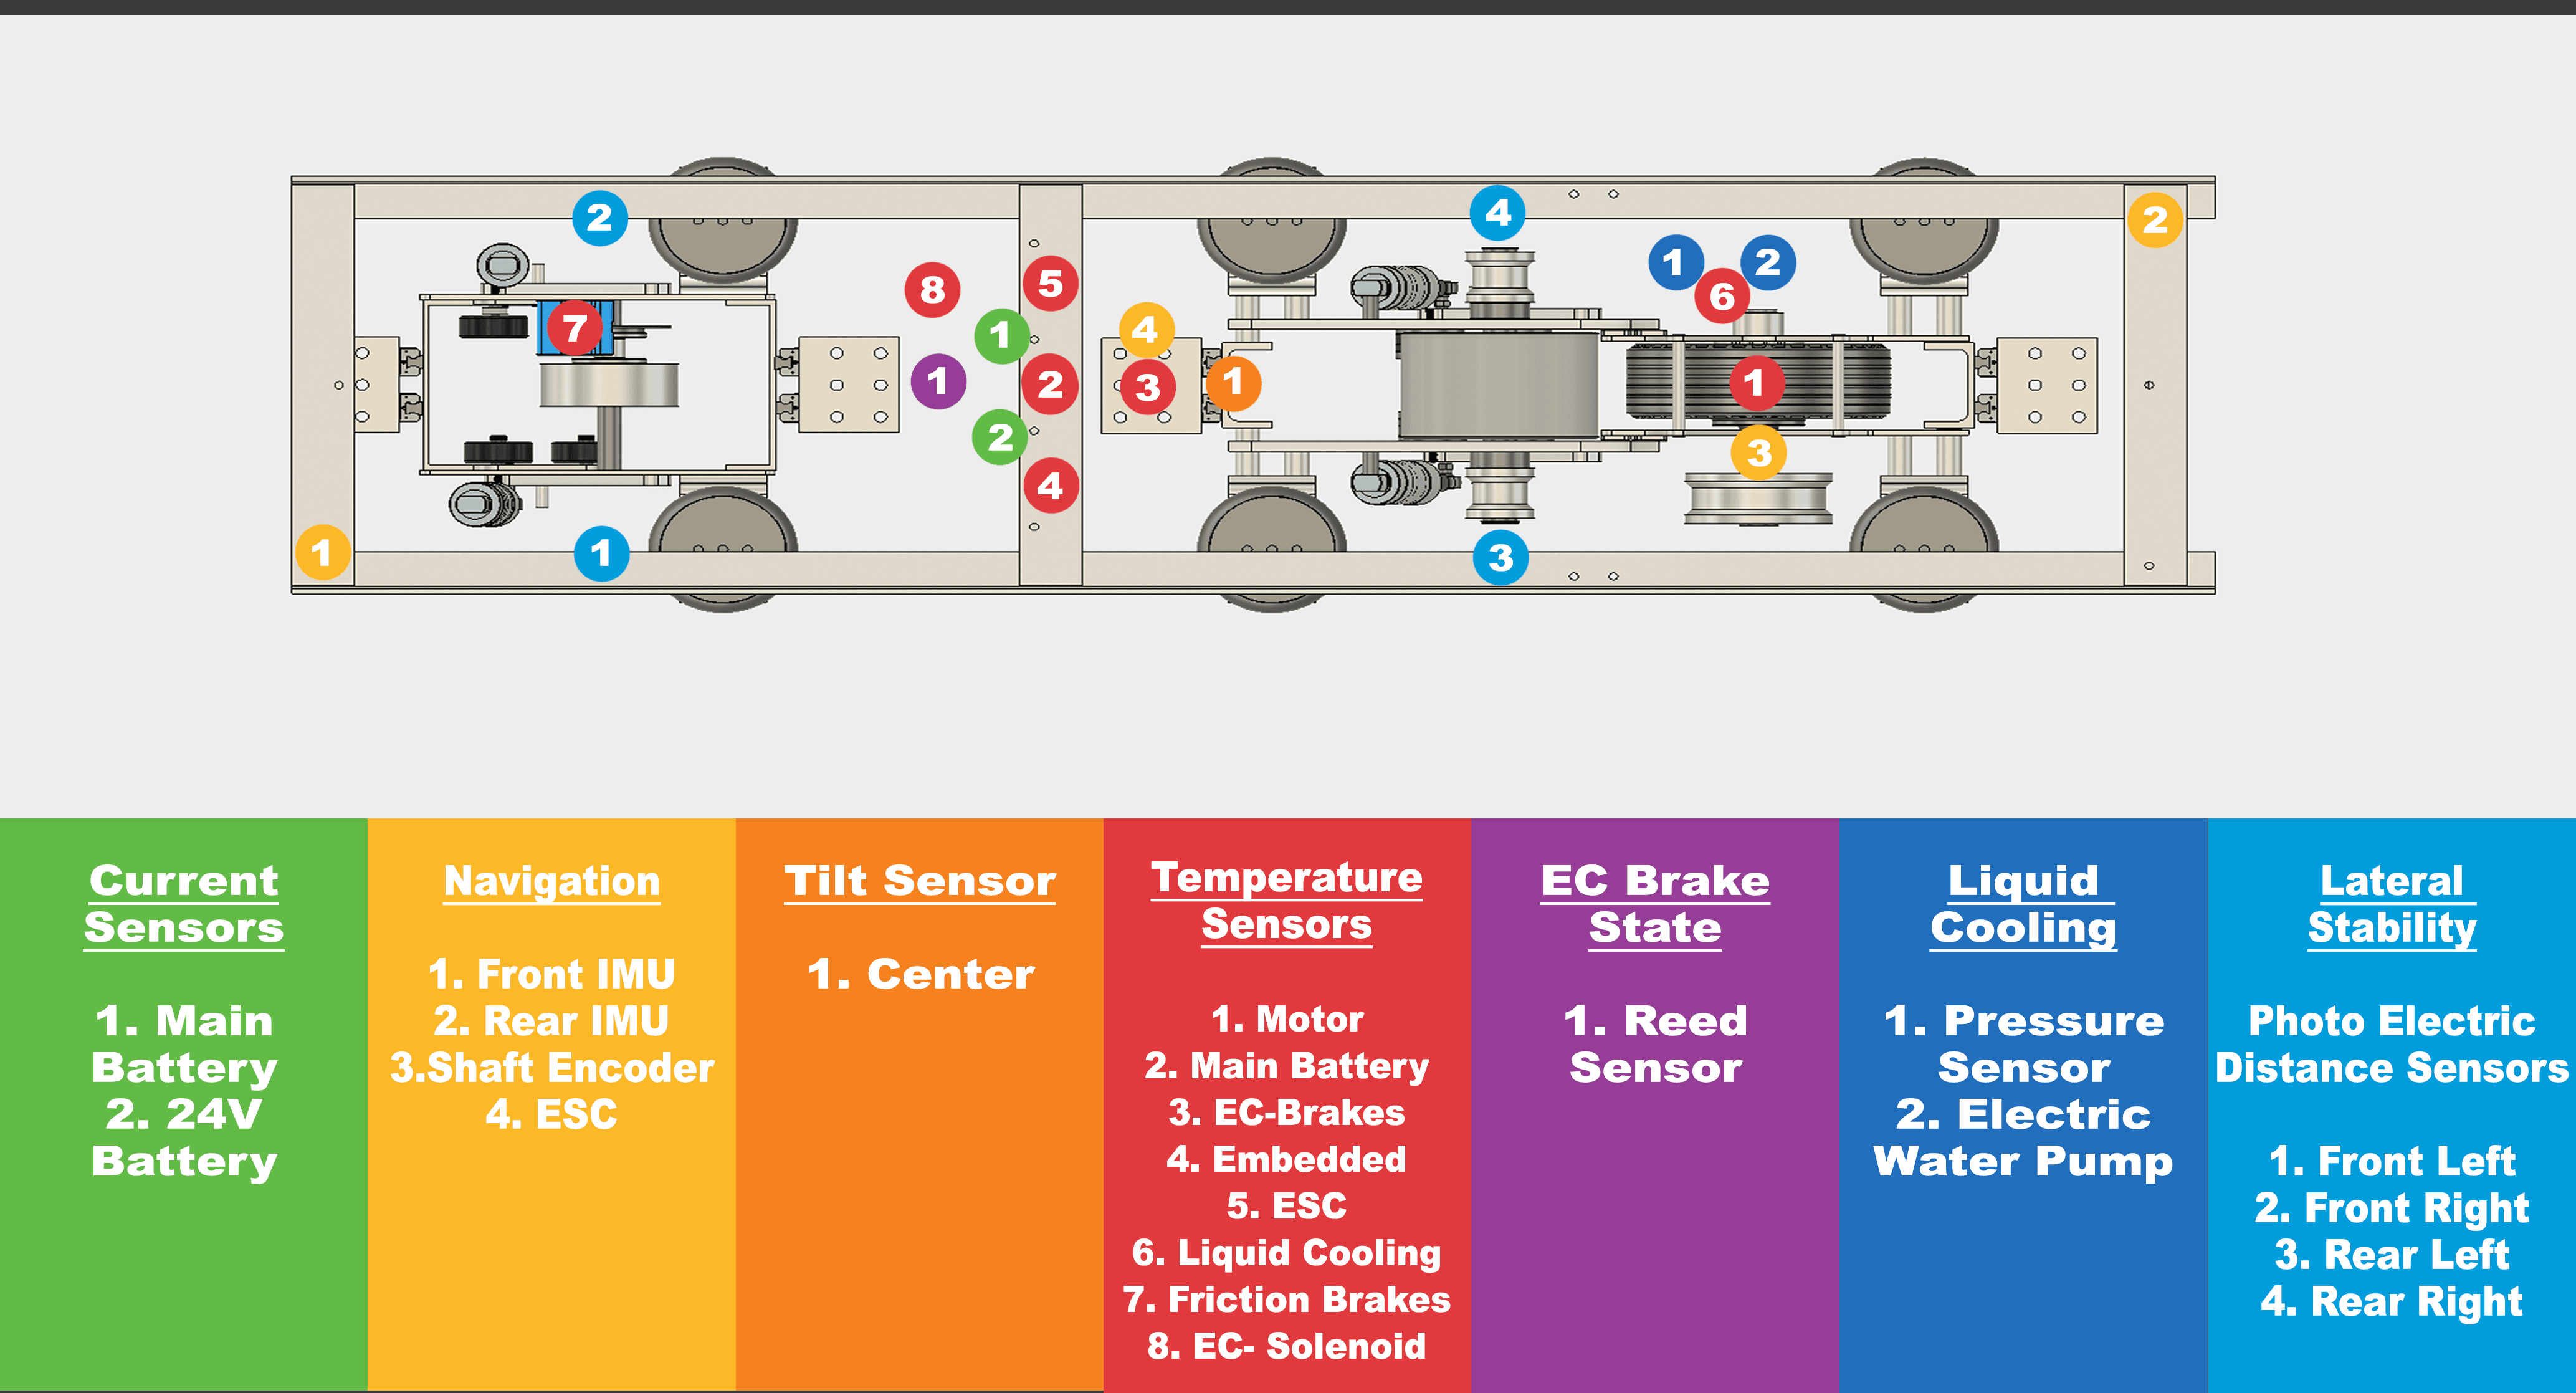 2
4
2
1
2
8
5
6
7
1
4
1
2
3
1
1
2
3
4
1
1
3
Current
Sensors
1. Main
Battery
2. 24V
Battery
Navigation
1. Front IMU
2. Rear IMU
3.Shaft Encoder
4. ESC
Tilt Sensor
1. Center
Temperature
Sensors
1. Motor
2. Main Battery
3. EC-Brakes
4. Embedded
5. ESC
6. Liquid Cooling
7. Friction Brakes
8. EC- Solenoid
EC Brake
State
1. Reed
Sensor
Liquid
Cooling
1. Pressure
Sensor
2. Electric
Water Pump
Lateral
Stability
Photo Electric
Distance Sensors
1. Front Left
2. Front Right
3. Rear Left
4. Rear Right